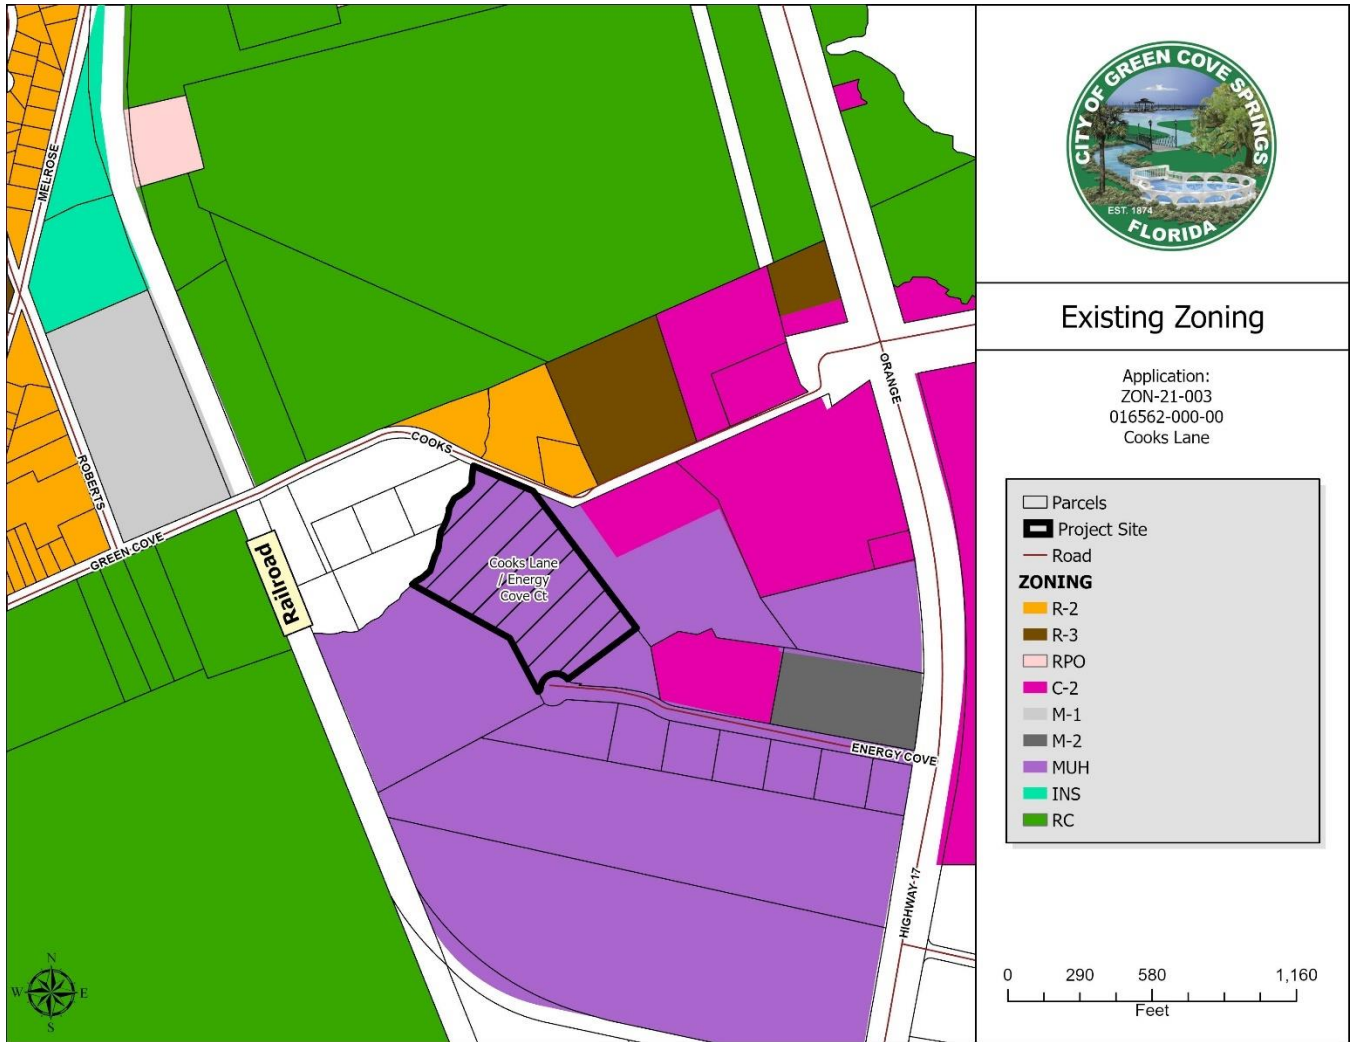 MELROSE
ROBERTS
GREEN COVE
COOKS
Railroad
Cooks Lane
/ Energy
Cove Ct
ORANGE
ENERGY COVE
HIGHWAY 17
N
W E
S
CITY OF GREEN COVE SPRINGS
EST. 1874
FLORIDA
Existing Zoning
Application:
ZON-21-003
016562-000-00
Cooks Lane
Parcels
Project Site
Road
ZONING
R-2
R-3
RPO
C-2
M-1
M-2
MUH
INS
RC
0 290 580 1,160
Feet